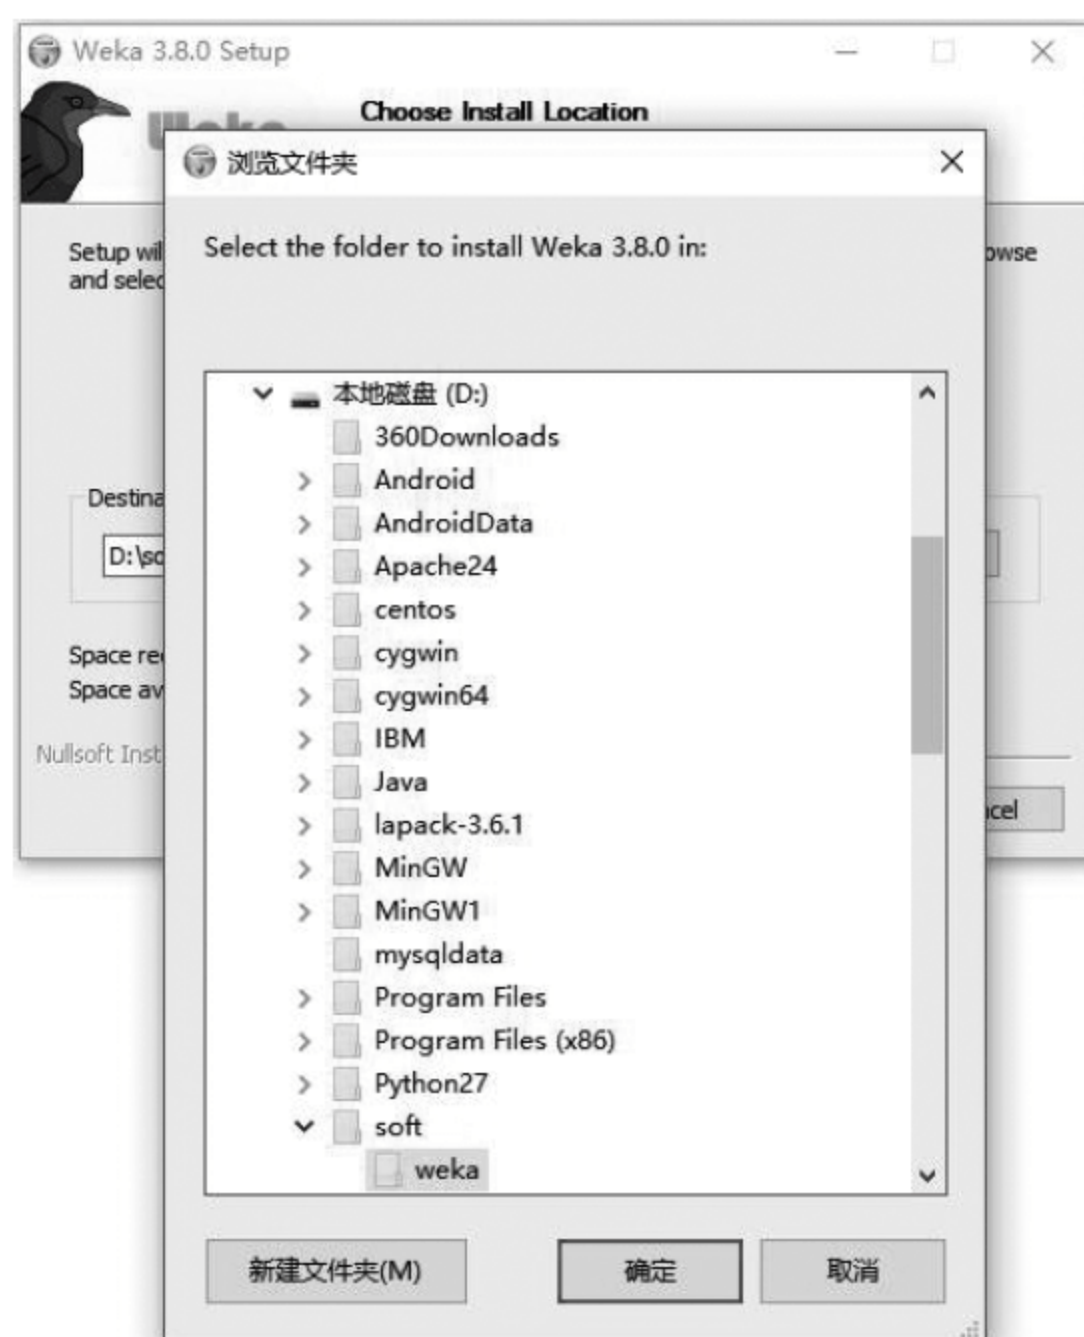 Weka 3.8.0 Setup
Choose Install Location
浏览文件夹
Select the folder to install Weka 3.8.0 in:
Setup
owse
and
本地磁盘 (D:)
360Downloads
Android
AndroidData
Apache24
centos
cygwin
cygwin64
IBM
Java
lapack-3.6.1
MinGW
MinGW1
mysqldata
Program Files
Program Files (x86)
Python27
soft
weka
Destina
D:\so
Space
Space av
Nullsoft Inst
cel
新建文件夹(M)
确定
取消